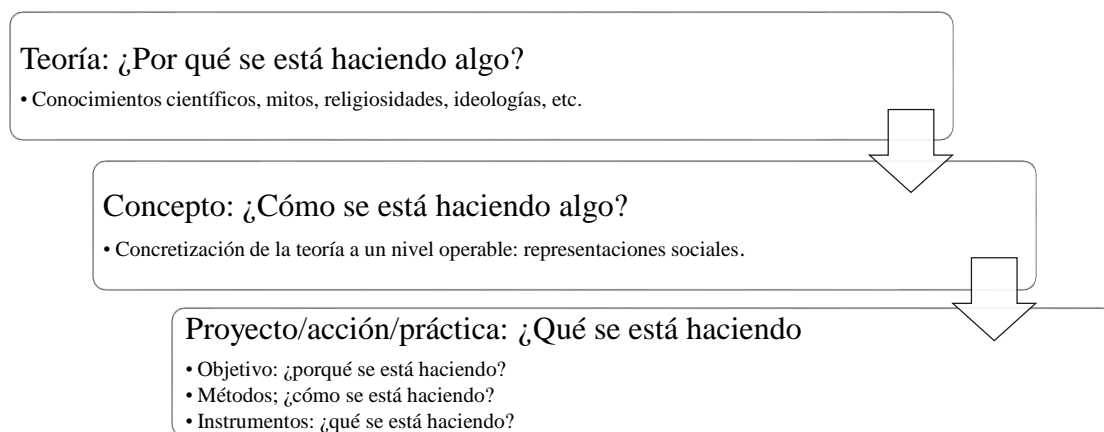 Teoría: ¿Por qué se está haciendo algo?
• Conocimientos científicos, mitos, religiosidades, ideologías, etc.
Concepto: ¿Cómo se está haciendo algo?
• Concretización de la teoría a un nivel operable: representaciones sociales.
Proyecto/acción/práctica: ¿Qué se está haciendo
• Objetivo: ¿porqué se está haciendo?
• Métodos; ¿cómo se está haciendo?
• Instrumentos: ¿qué se está haciendo?